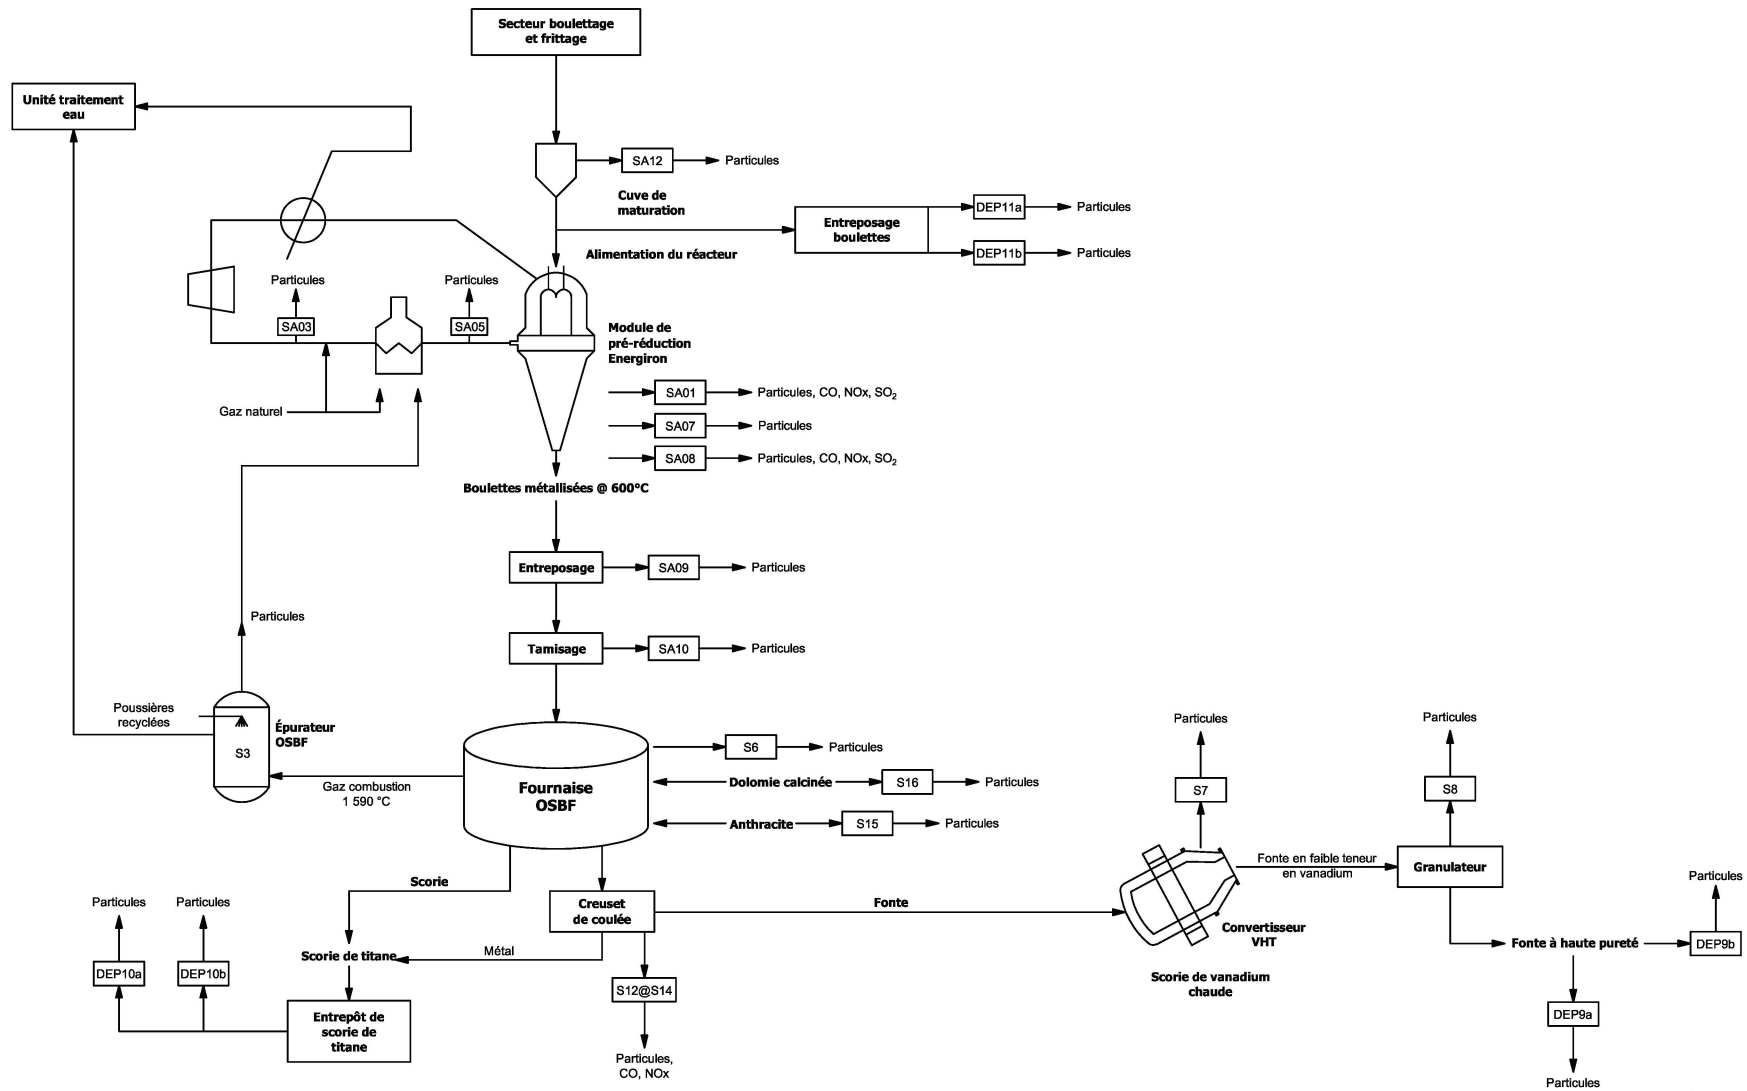 Secteur boulettage
et frittage
Unité traitement
eau
SA12
Particules
Cuve de
maturation
DEP11a
Particules
Entreposage
boulettes
DEP11b
Particules
Alimentation du réacteur
Particules
Particules
SA03
SA05
Module de
pré-réduction
Energiron
Gaz naturel
SA01
Particules, CO, NOx, SO2
SA07
Particules
SA08
Particules, CO, NOx, SO2
Boulettes métallisées @ 600°C
Entreposage
SA09
Particules
Particules
Tamisage
SA10
Particules
Poussières
recyclées
Épurateur
OSBF
S3
Gaz combustion
1 590 °C
Fournaise
OSBF
S6
Particules
Dolomie calcinée
S16
Particules
Anthracite
S15
Particules
Particules
S7
Particules
S8
Fonte en faible teneur
en vanadium
Granulateur
Scorie
Creuset
de coulée
Fonte
Convertisseur
VHT
Scorie de vanadium
chaude
Particules
DEP9b
Fonte à haute pureté
DEP9a
Particules
Particules
Particules
DEP10a
DEP10b
Scorie de titane
Métal
S12@S14
Entrepôt de
scorie de
titane
Particules,
CO, NOx